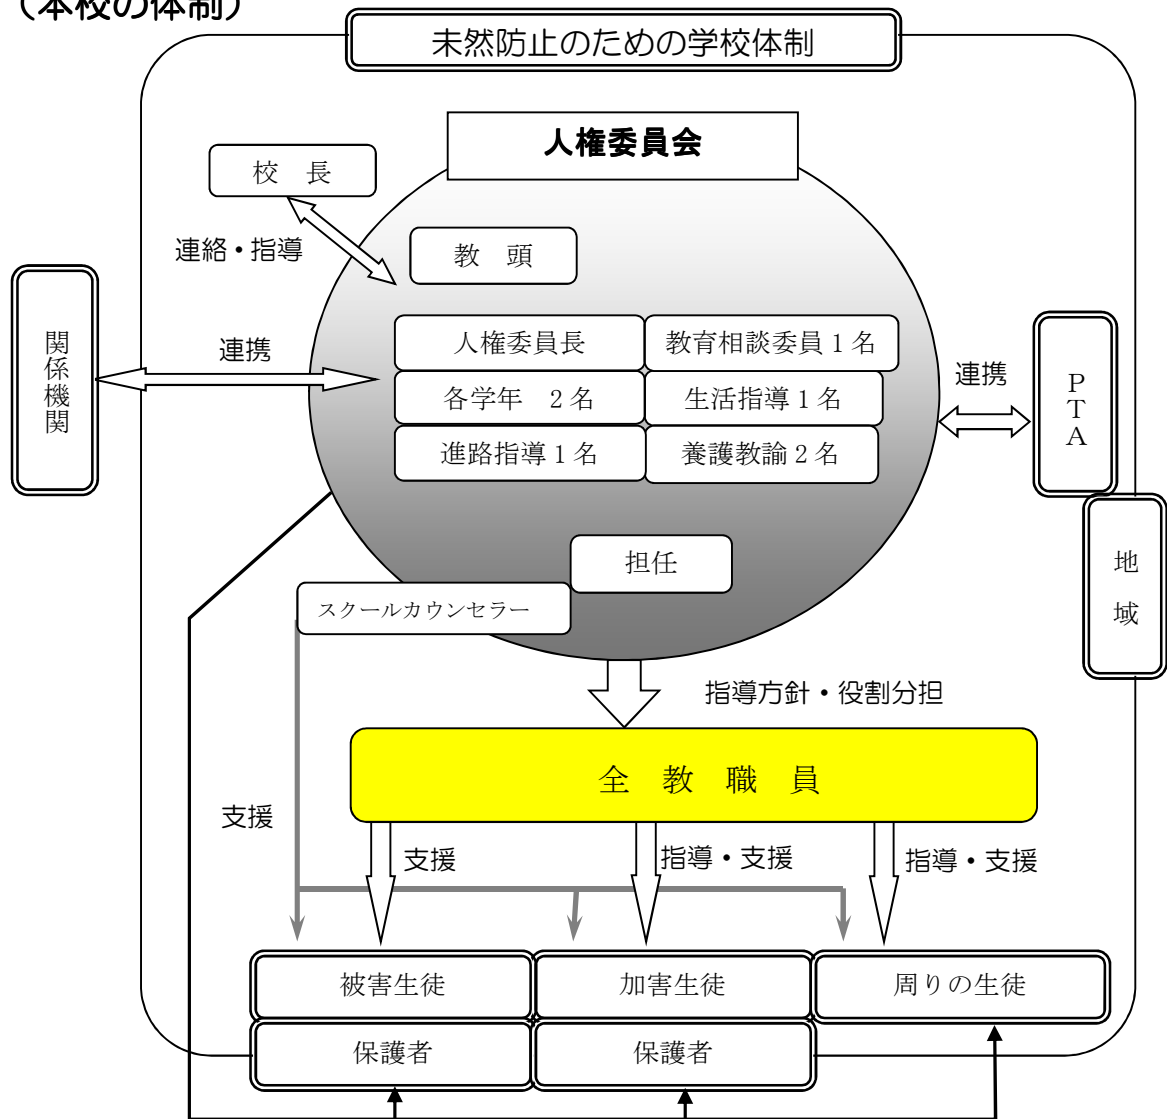 (本校の体制)
未然防止のための学校体制
人権委員会
校　長
連絡・指導
教　頭
関係機関
連携
人権委員長
教育相談委員１名
各学年　２名
生活指導１名
進路指導１名
養護教諭２名
連携
ＰＴＡ
地域
担任
スクールカウンセラー
指導方針・役割分担
全　教　職　員
支援
支援
指導・支援
指導・支援
被害生徒
加害生徒
周りの生徒
保護者
保護者